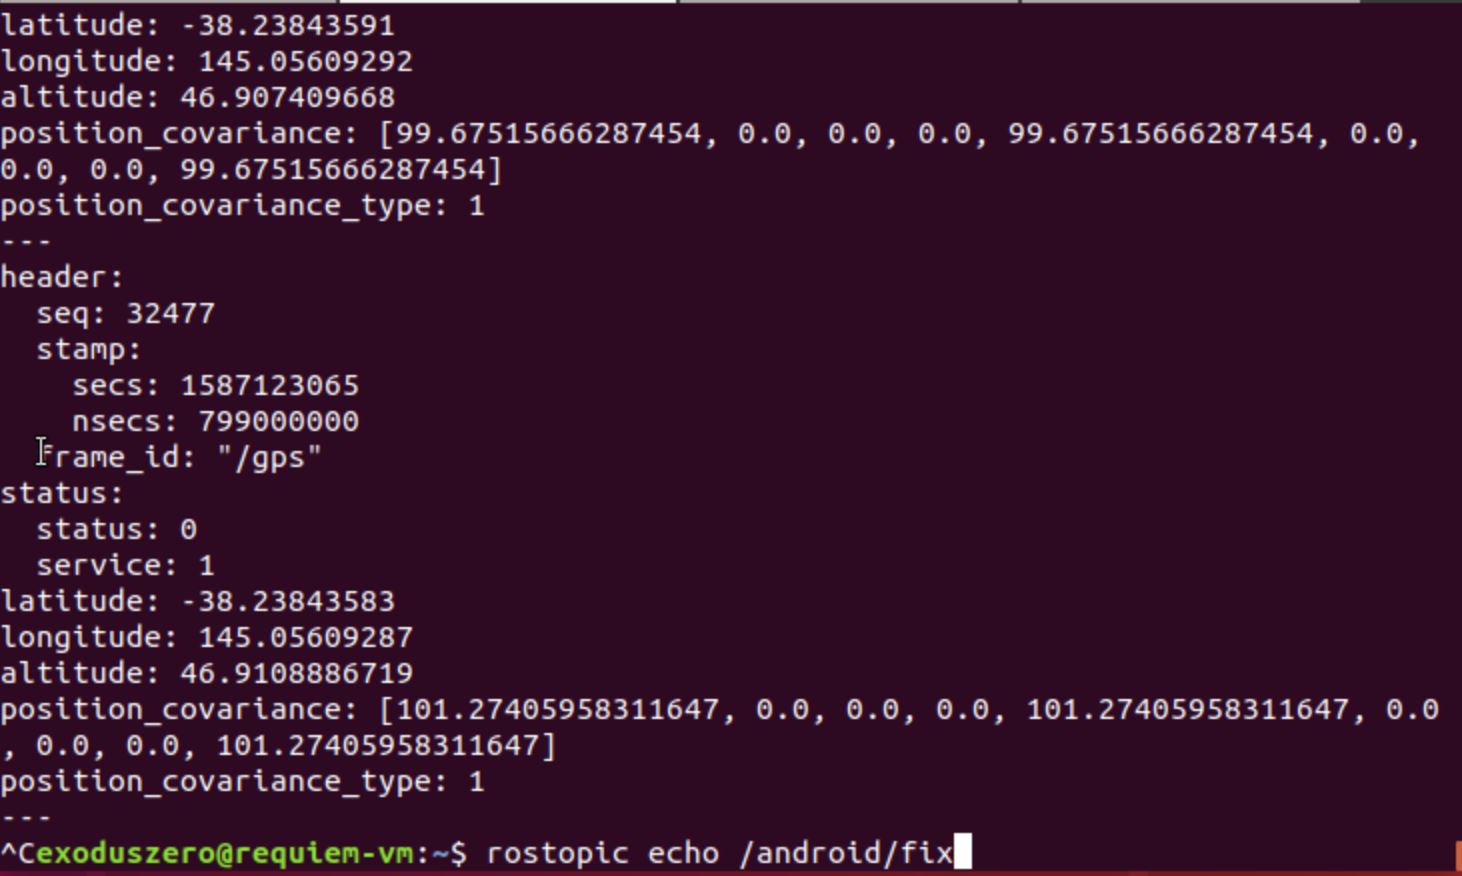 latitude: -38.23843591
longitude: 145.05609292
altitude: 46.907409668
position_covariance: [99.67515666287454, 0.0, 0.0, 0.0, 99.67515666287454, 0.0,
0.0, 0.0, 99.67515666287454]
position_covariance_type: 1
---
header:
  seq: 32477
  stamp:
    secs: 1587123065
    nsecs: 799000000
  frame_id: "/gps"
status:
  status: 0
  service: 1
latitude: -38.23843583
longitude: 145.05609287
altitude: 46.9108886719
position_covariance: [101.27405958311647, 0.0, 0.0, 0.0, 101.27405958311647, 0.0
, 0.0, 0.0, 101.27405958311647]
position_covariance_type: 1
---
^Cexoduszero@requiem-vm:~$ rostopic echo /android/fix